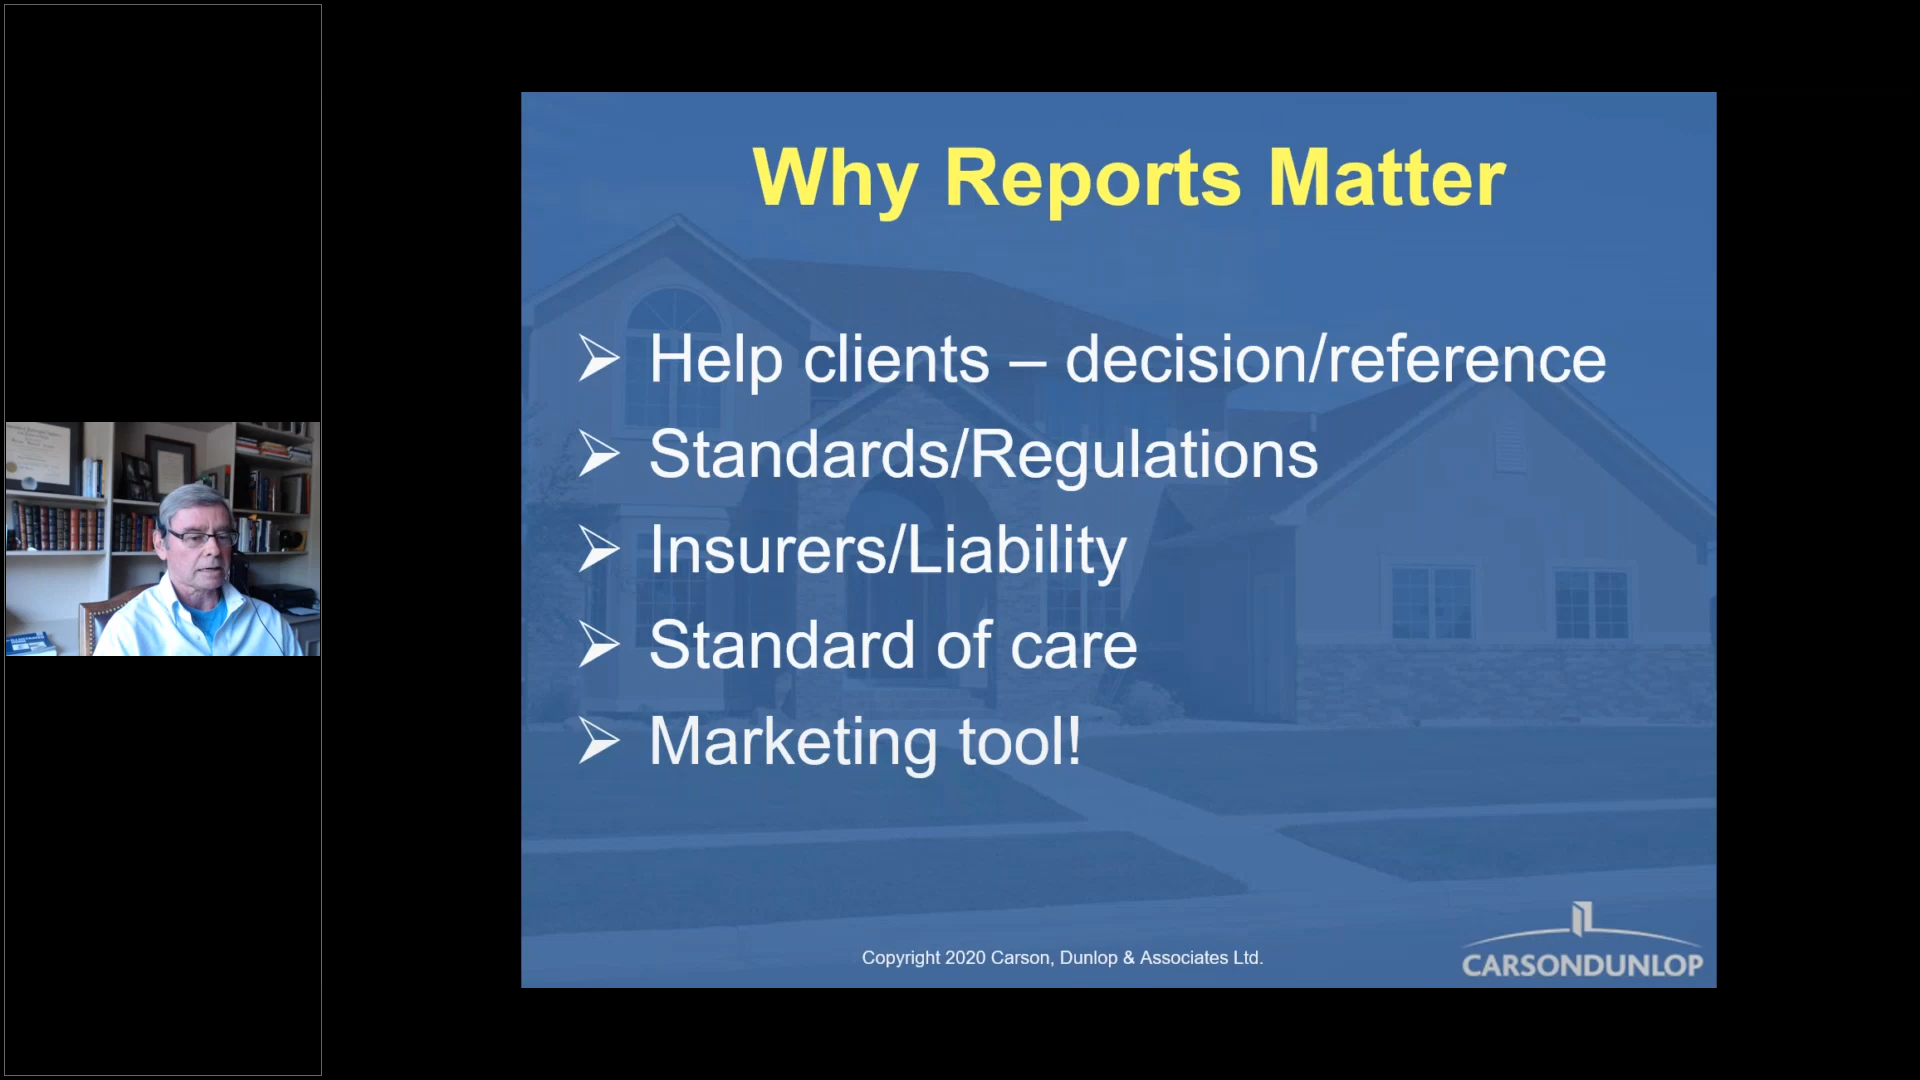 Why Reports Matter
➢ Help clients – decision/reference
➢ Standards/Regulations
➢ Insurers/Liability
➢ Standard of care
➢ Marketing tool!
Copyright 2020 Carson, Dunlop & Associates Ltd.
CARSONDUNLOP